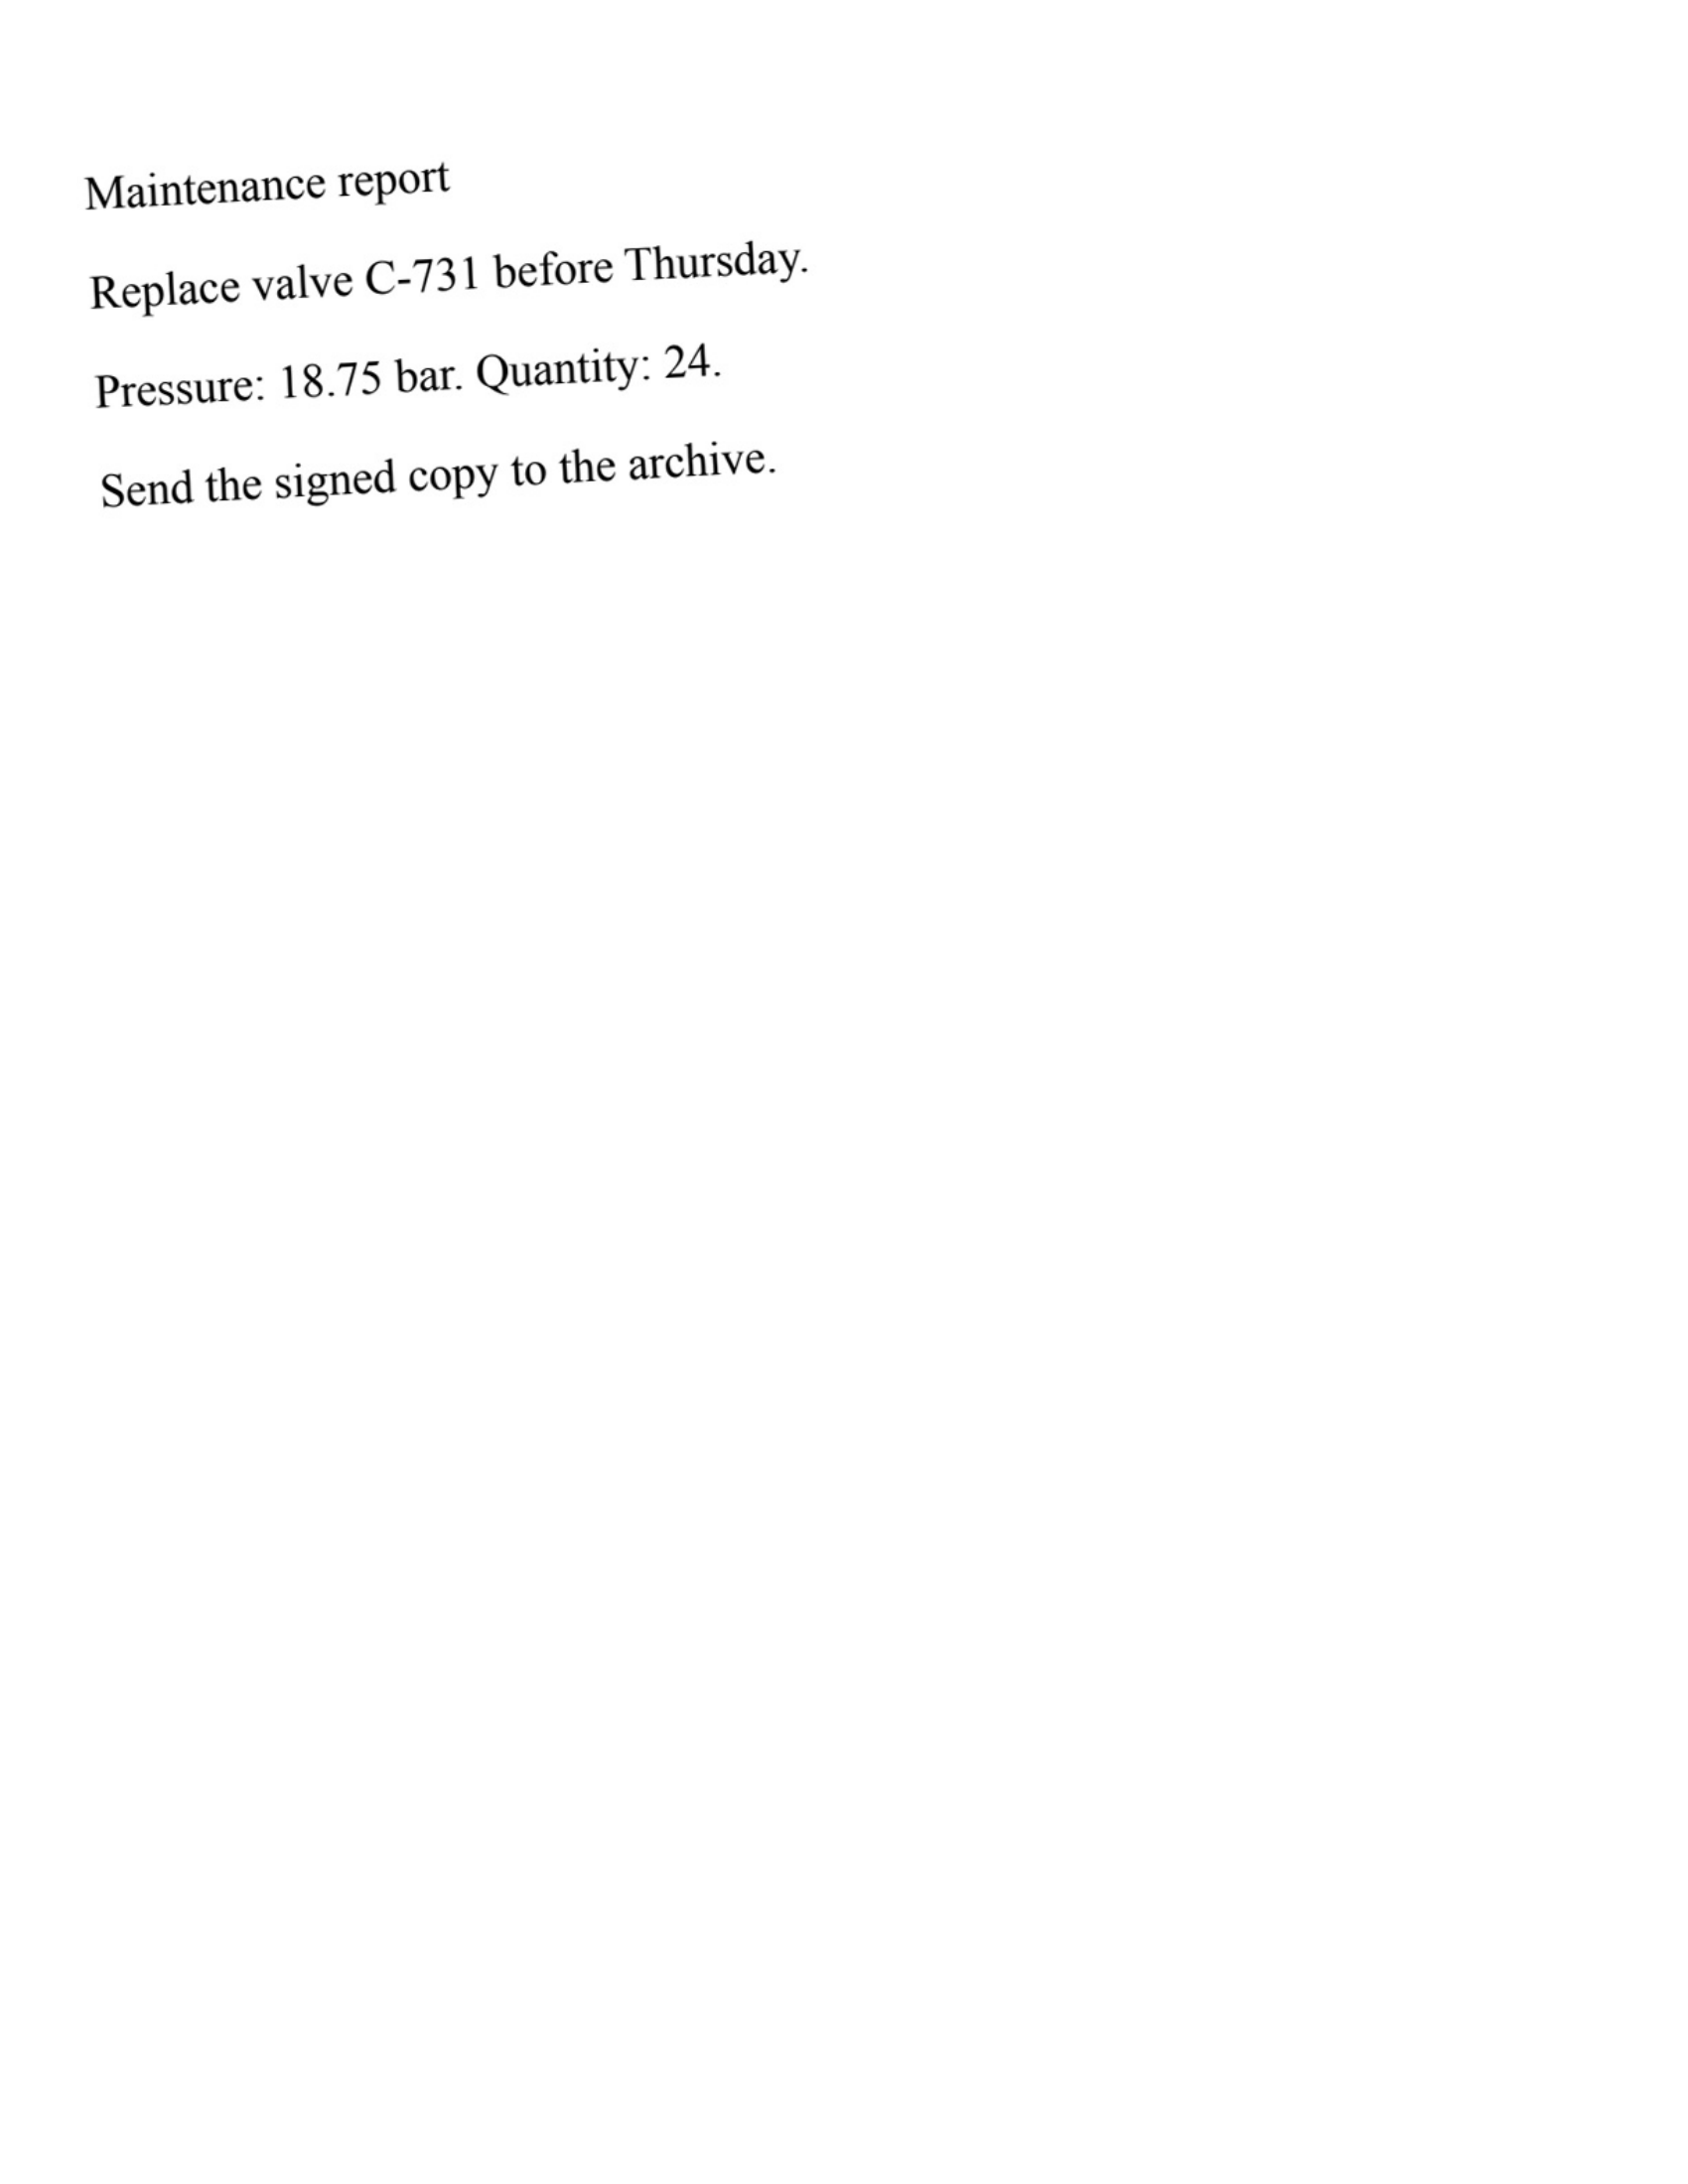 Maintenance report
Replace valve C-731 before Thursday.
Pressure: 18.75 bar. Quantity: 24.
Send the signed copy to the archive.